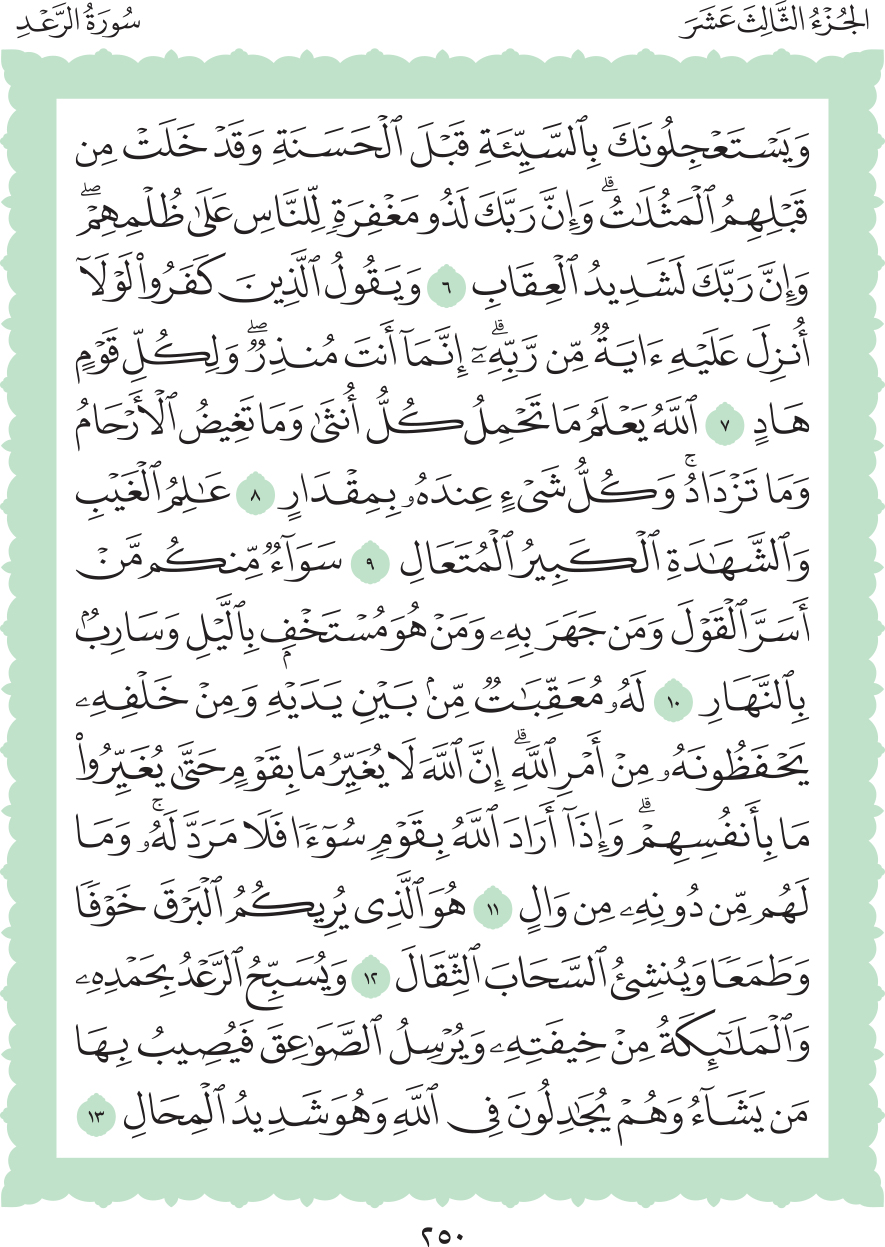 الجُزْءُ الثَّالِثَ عَشَرَ
سُورَةُ الرَّعْدِ
وَيَسْتَعْجِلُونَكَ بِٱلسَّيِّئَةِ قَبْلَ ٱلْحَسَنَةِ وَقَدْ خَلَتْ مِن
قَبْلِهِمُ ٱلْمَثُلَٰتُۗ وَإِنَّ رَبَّكَ لَذُو مَغْفِرَةٖ لِّلنَّاسِ عَلَىٰ ظُلْمِهِمْۖ
وَإِنَّ رَبَّكَ لَشَدِيدُ ٱلْعِقَابِ ٦ وَيَقُولُ ٱلَّذِينَ كَفَرُواْ لَوْلَآ
أُنزِلَ عَلَيْهِ ءَايَةٞ مِّن رَّبِّهِۦٓۗ إِنَّمَآ أَنتَ مُنذِرٞۖ وَلِكُلِّ قَوْمٍ
هَادٍ ٧ ٱللَّهُ يَعْلَمُ مَا تَحْمِلُ كُلُّ أُنثَىٰ وَمَا تَغِيضُ ٱلْأَرْحَامُ
وَمَا تَزْدَادُۚ وَكُلُّ شَيْءٍ عِندَهُۥ بِمِقْدَارٍ ٨ عَٰلِمُ ٱلْغَيْبِ
وَٱلشَّهَٰدَةِ ٱلْكَبِيرُ ٱلْمُتَعَالِ ٩ سَوَآءٞ مِّنكُم مَّنْ
أَسَرَّ ٱلْقَوْلَ وَمَن جَهَرَ بِهِۦ وَمَنْ هُوَ مُسْتَخْفِۭ بِٱلَّيْلِ وَسَارِبُۢ
بِٱلنَّهَارِ ١٠ لَهُۥ مُعَقِّبَٰتٞ مِّنۢ بَيْنِ يَدَيْهِ وَمِنْ خَلْفِهِۦ
يَحْفَظُونَهُۥ مِنْ أَمْرِ ٱللَّهِۗ إِنَّ ٱللَّهَ لَا يُغَيِّرُ مَا بِقَوْمٍ حَتَّىٰ يُغَيِّرُواْ
مَا بِأَنفُسِهِمْۗ وَإِذَآ أَرَادَ ٱللَّهُ بِقَوْمٖ سُوٓءٗا فَلَا مَرَدَّ لَهُۥۚ وَمَا
لَهُم مِّن دُونِهِۦ مِن وَالٍ ١١ هُوَ ٱلَّذِي يُرِيكُمُ ٱلْبَرْقَ خَوْفٗا
وَطَمَعٗا وَيُنشِئُ ٱلسَّحَابَ ٱلثِّقَالَ ١٢ وَيُسَبِّحُ ٱلرَّعْدُ بِحَمْدِهِۦ
وَٱلْمَلَٰٓئِكَةُ مِنْ خِيفَتِهِۦ وَيُرْسِلُ ٱلصَّوَٰعِقَ فَيُصِيبُ بِهَا
مَن يَشَآءُ وَهُمْ يُجَٰدِلُونَ فِي ٱللَّهِ وَهُوَ شَدِيدُ ٱلْمِحَالِ ١٣
٢٥٠